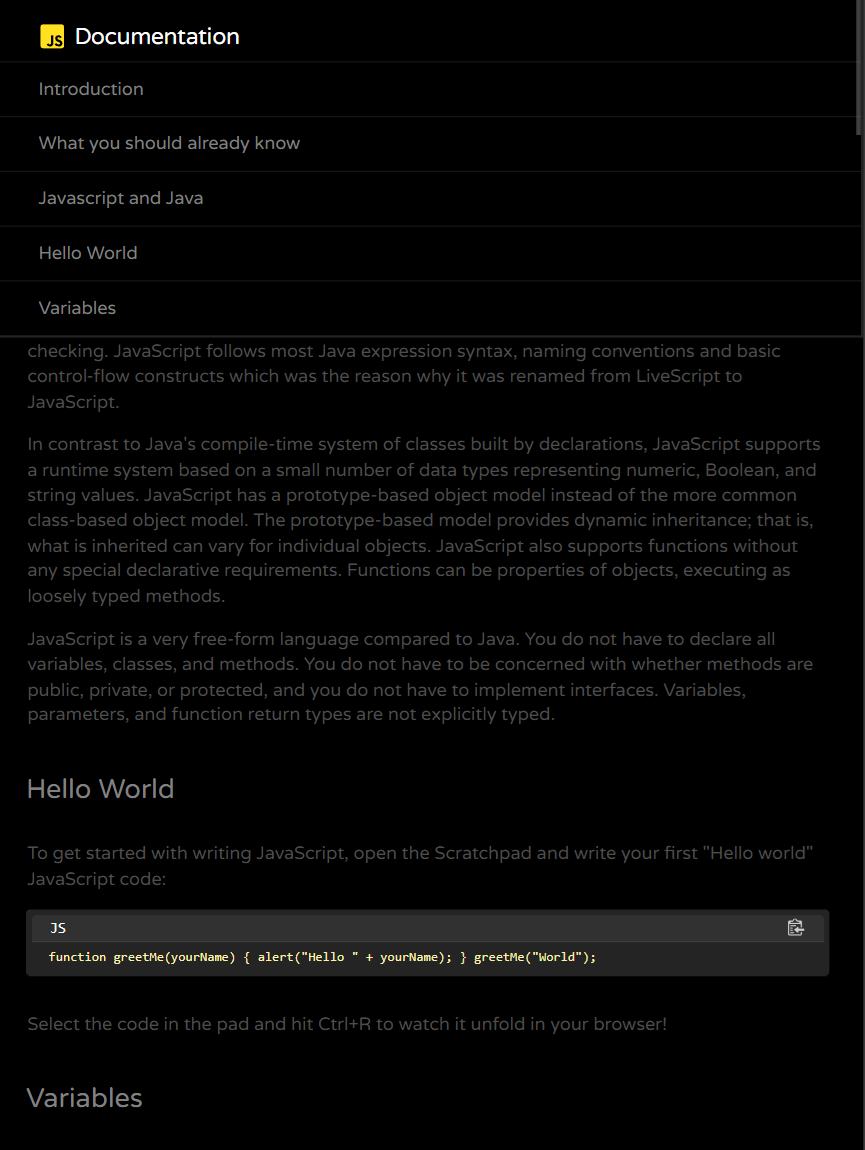 JS Documentation
Introduction
What you should already know
Javascript and Java
Hello World
Variables
checking. JavaScript follows most Java expression syntax, naming conventions and basic
control-flow constructs which was the reason why it was renamed from LiveScript to
JavaScript.
In contrast to Java's compile-time system of classes built by declarations, JavaScript supports
a runtime system based on a small number of data types representing numeric, Boolean, and
string values. JavaScript has a prototype-based object model instead of the more common
class-based object model. The prototype-based model provides dynamic inheritance; that is,
what is inherited can vary for individual objects. JavaScript also supports functions without
any special declarative requirements. Functions can be properties of objects, executing as
loosely typed methods.
JavaScript is a very free-form language compared to Java. You do not have to declare all
variables, classes, and methods. You do not have to be concerned with whether methods are
public, private, or protected, and you do not have to implement interfaces. Variables,
parameters, and function return types are not explicitly typed.
Hello World
To get started with writing JavaScript, open the Scratchpad and write your first "Hello world"
JavaScript code:
JS
function greetMe(yourName) { alert("Hello " + yourName); } greetMe("World");
Select the code in the pad and hit Ctrl+R to watch it unfold in your browser!
Variables